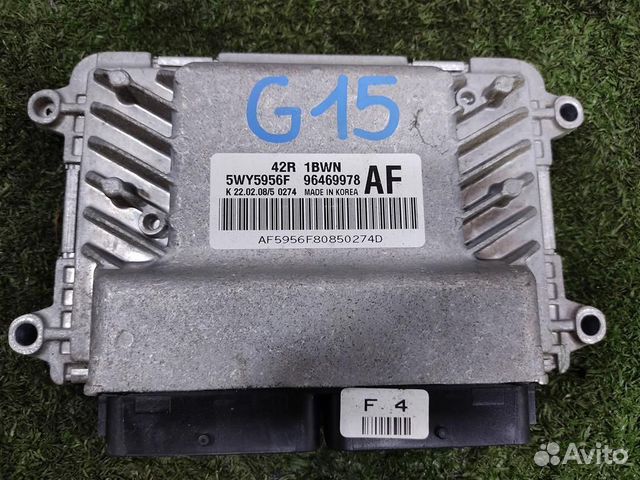 G15
42R 1BWN
5WY5956F 96469978 AF
K 22.02.08/5 0274 MADE IN KOREA
AF5956F80850274D
F. 4
Avito